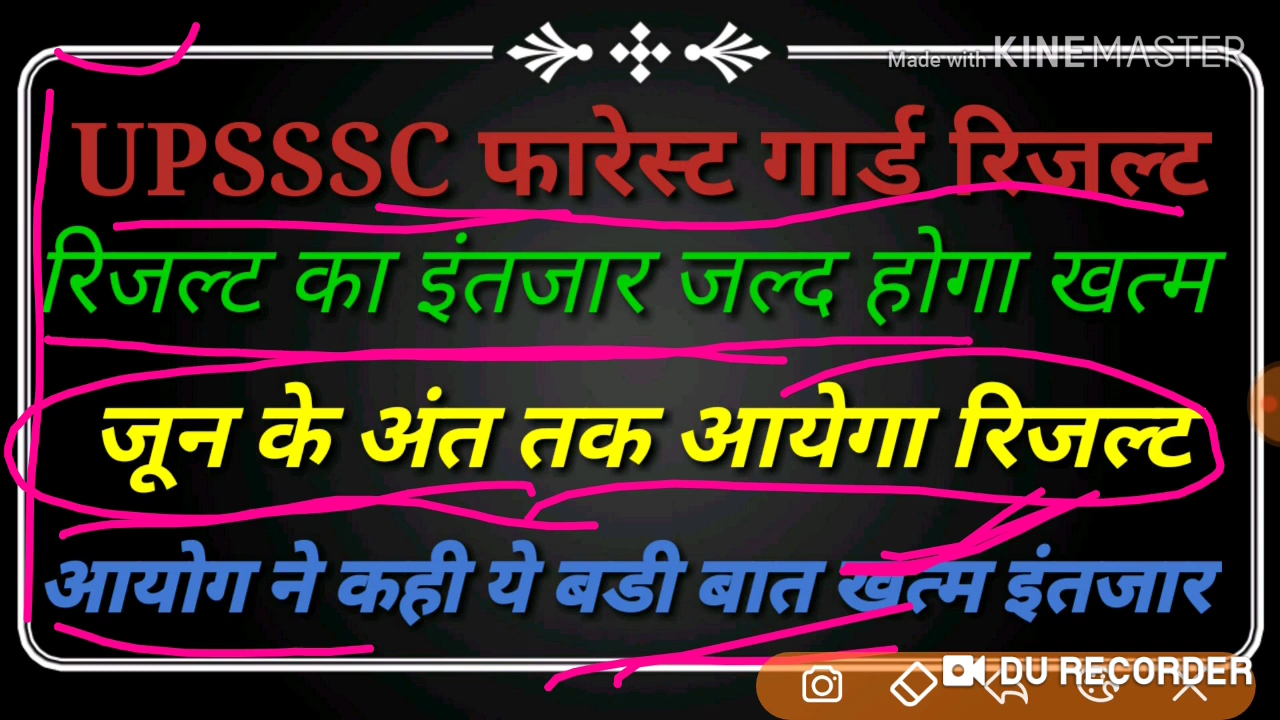 Made with KINEMASTER
UPSSSC फारेस्ट गार्ड रिजल्ट
रिजल्ट का इंतजार जल्द होगा खत्म
जून के अंत तक आयेगा रिजल्ट
आयोग ने कही ये बडी बात खत्म इंतजार
DU RECORDER